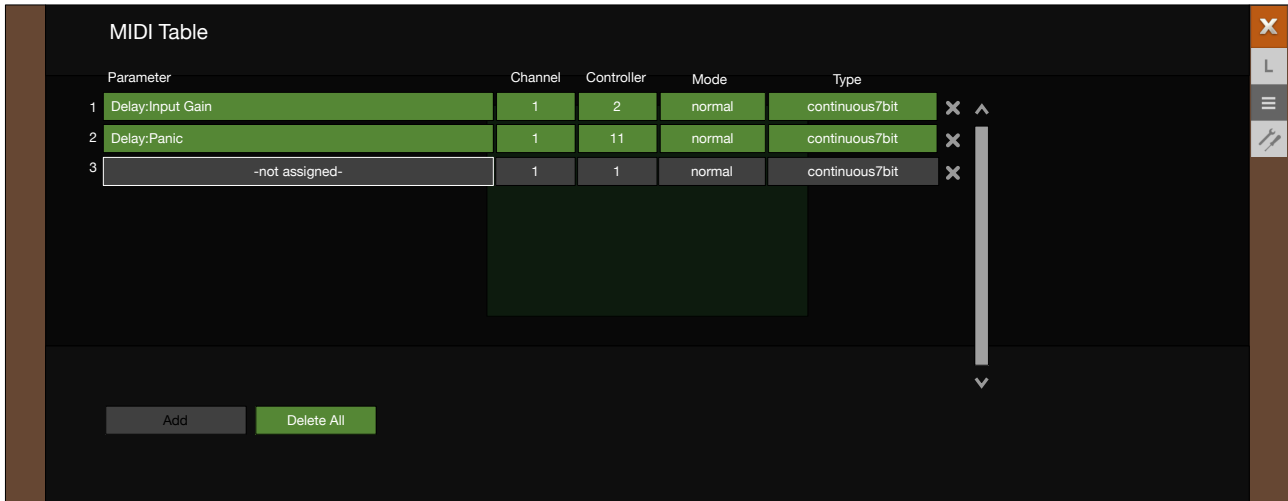 MIDI Table
X
L
Parameter Channel Controller Mode Type
1 Delay:Input Gain 1 2 normal continuous7bit
2 Delay:Panic 1 11 normal continuous7bit
3 -not assigned- 1 1 normal continuous7bit
Add Delete All